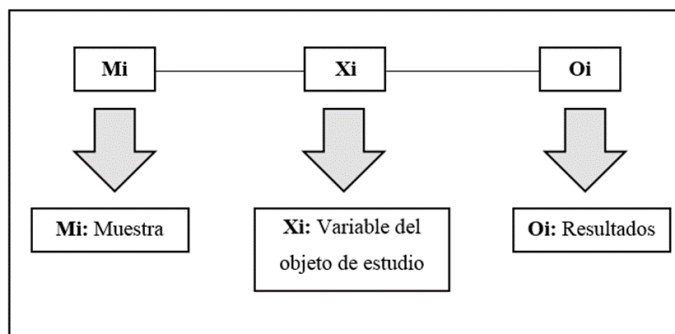 Mi
Xi
Oi
Mi: Muestra
Xi: Variable del
objeto de estudio
Oi: Resultados